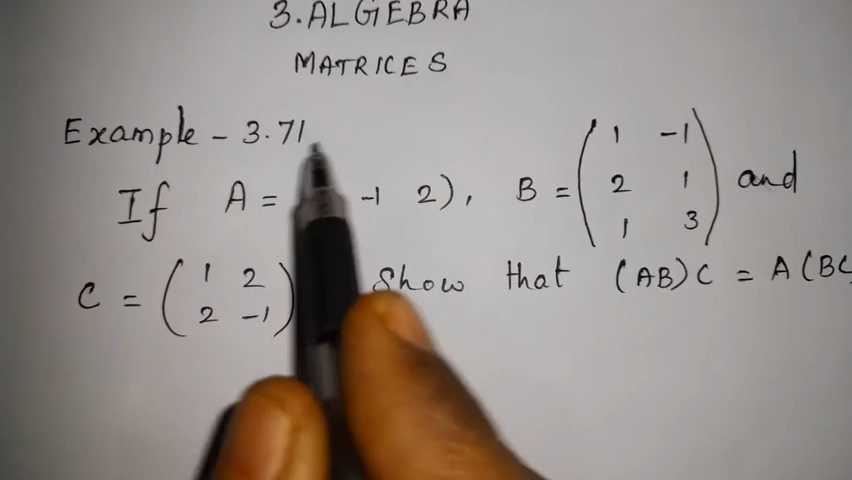 3. ALGEBRA
MATRICES
Example - 3.71
If A = -1 2), B = ( 1 -1 and
2 1
1 3 )
C = ( 1 2 Show that (AB)C = A(BC
2 -1 )